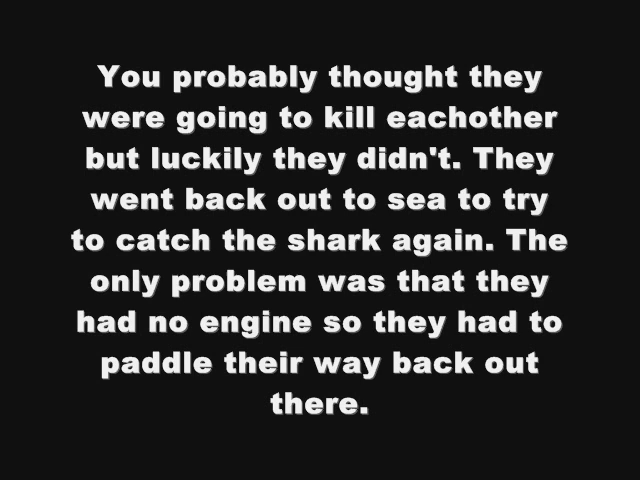 You probably thought they
were going to kill eachother
but luckily they didn't. They
went back out to sea to try
to catch the shark again. The
only problem was that they
had no engine so they had to
paddle their way back out
there.